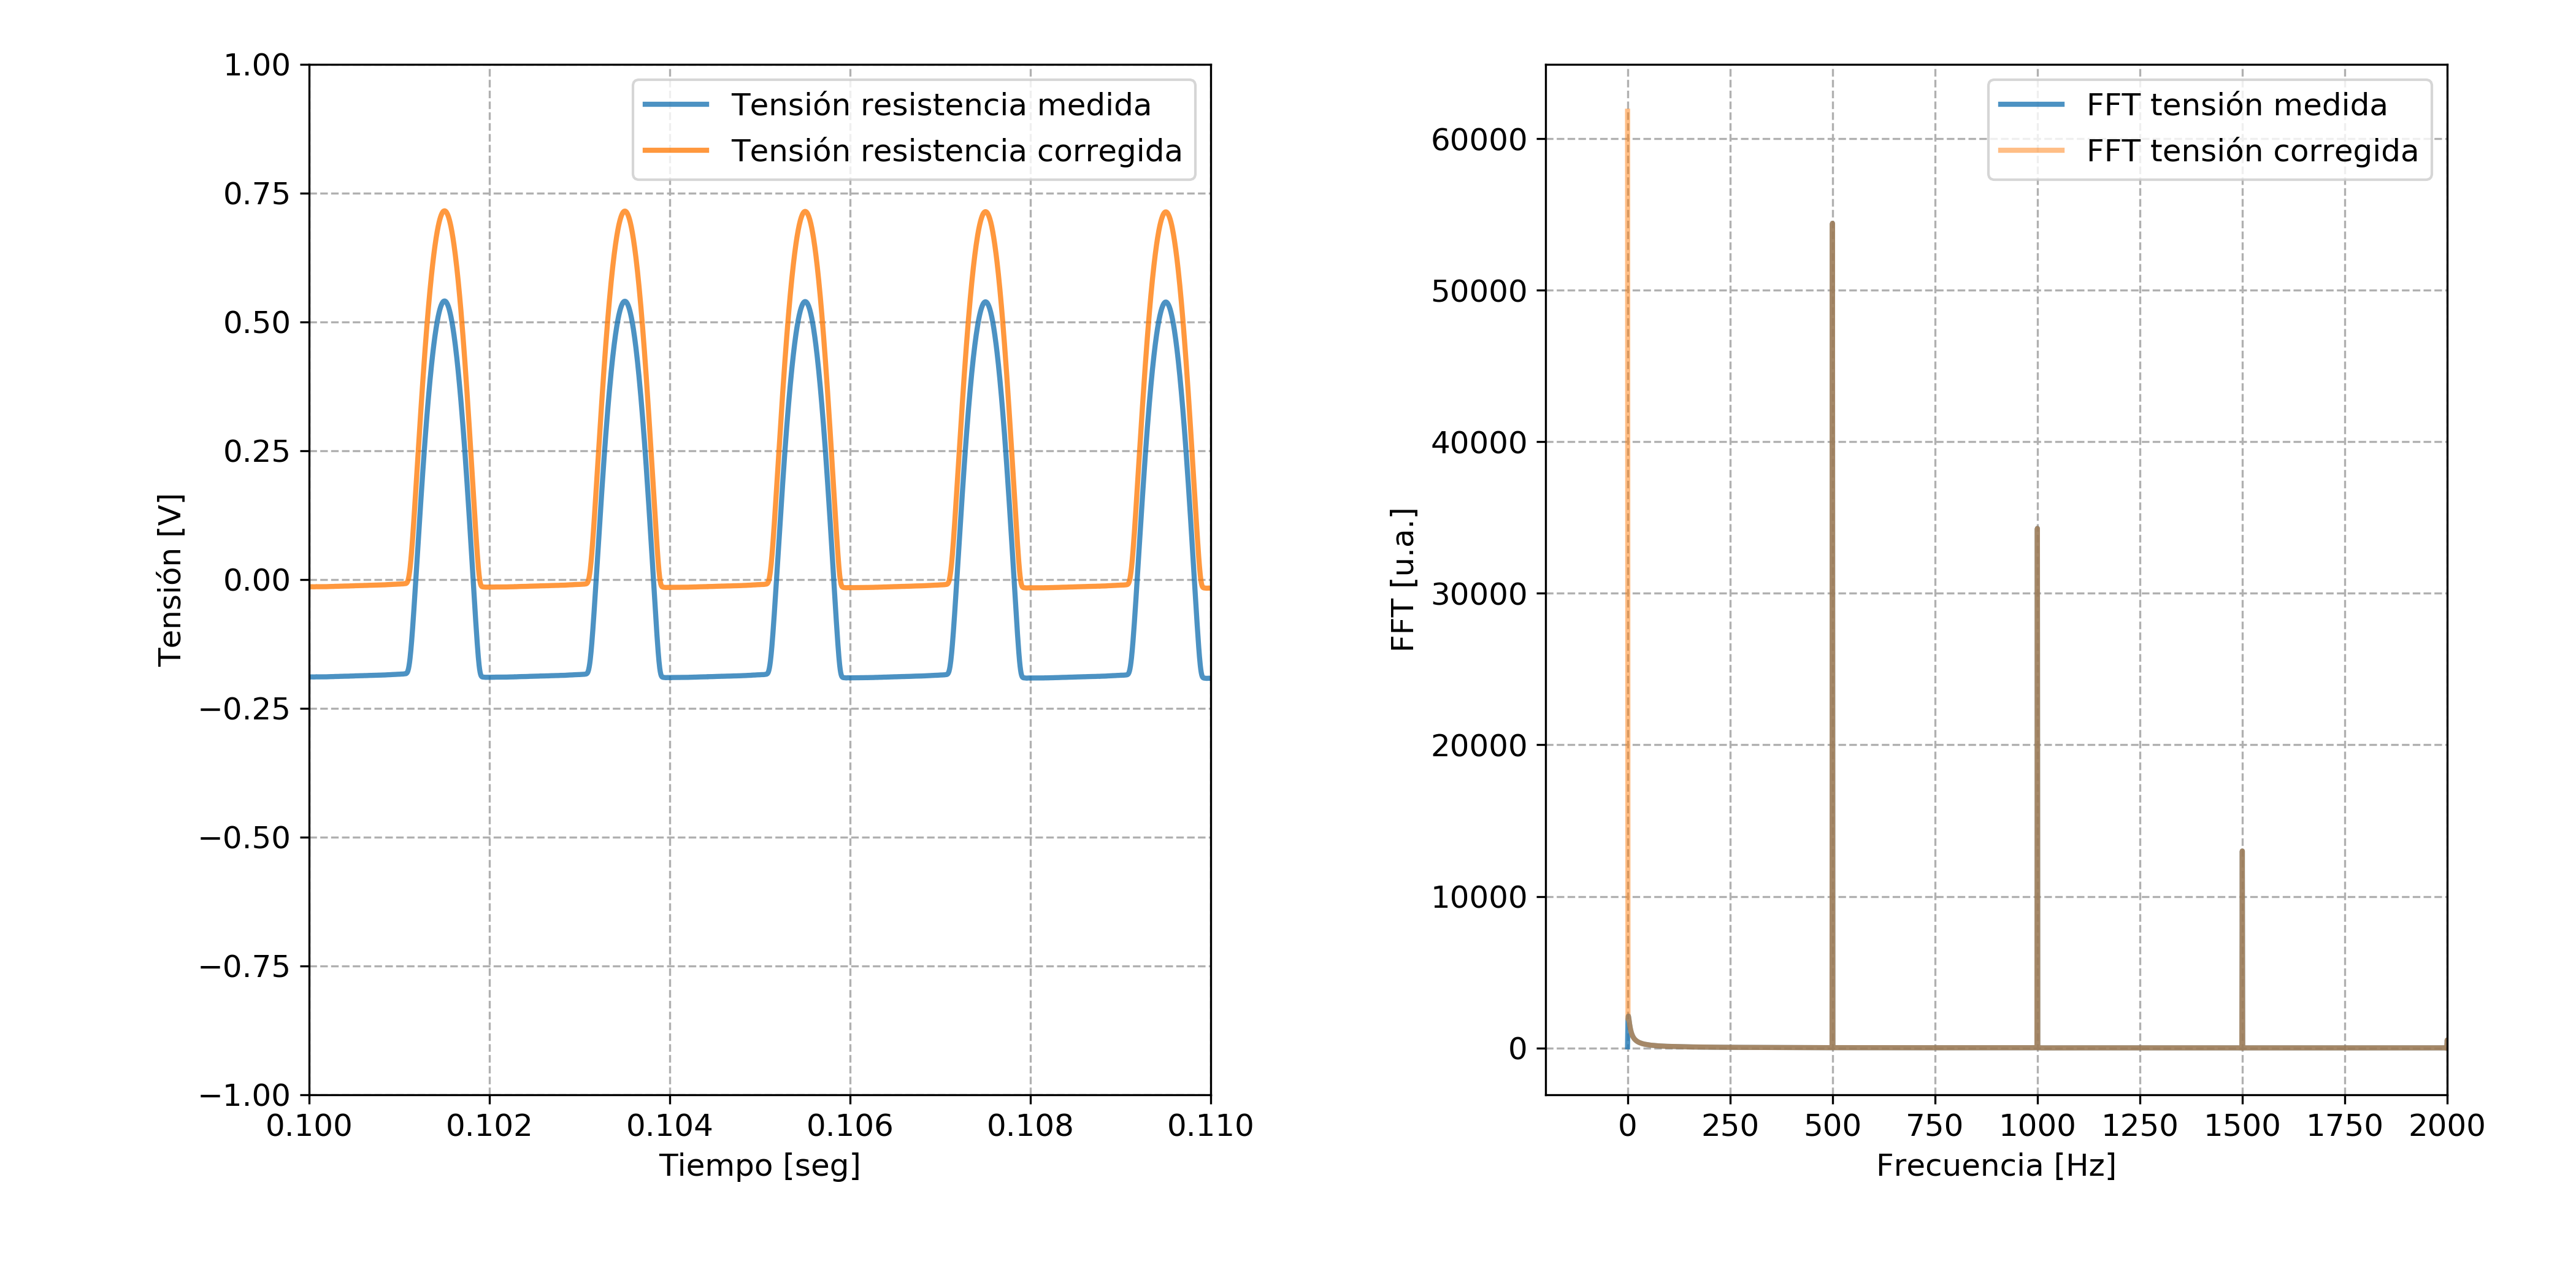 1.00
0.75
0.50
0.25
0.00
−0.25
−0.50
−0.75
−1.00
Tensión [V]
0.100 0.102 0.104 0.106 0.108 0.110
Tiempo [seg]
Tensión resistencia medida
Tensión resistencia corregida
60000
50000
40000
30000
20000
10000
0
FFT [u.a.]
0 250 500 750 1000 1250 1500 1750 2000
Frecuencia [Hz]
FFT tensión medida
FFT tensión corregida